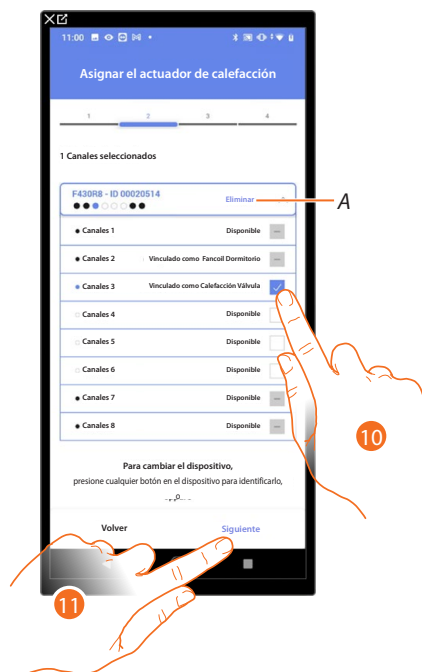 11:00
Asignar el actuador de calefacción
1 2 3 4
1 Canales seleccionados
F430R8 - ID 00020514
Eliminar
A
Canales 1 Disponible
Canales 2 Vinculado como Fancoil Dormitorio
Canales 3 Vinculado como Calefacción Válvula
Canales 4 Disponible
Canales 5 Disponible
Canales 6 Disponible
Canales 7 Disponible
Canales 8 Disponible
10
Para cambiar el dispositivo,
presione cualquier botón en el dispositivo para identificarlo,
Volver Siguiente
11